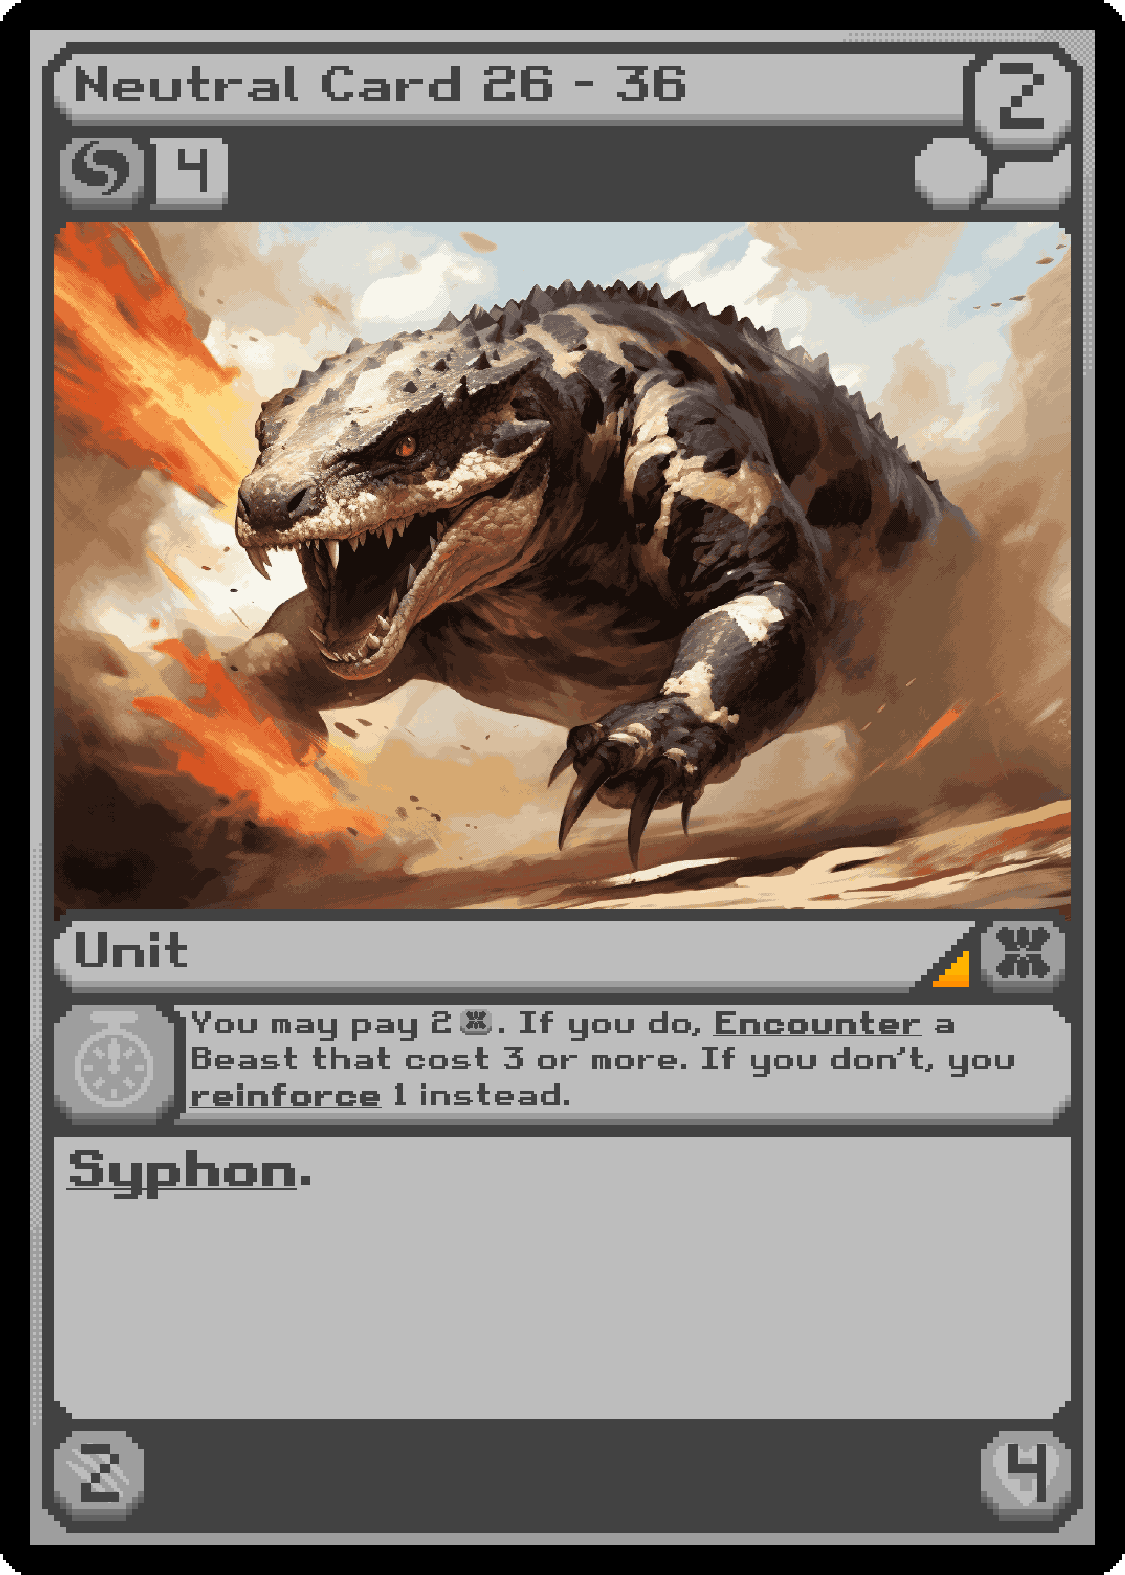 Neutral Card 26 - 36
2
4
Unit
You may pay 2 . If you do, Encounter a
Beast that cost 3 or more. If you don't, you
reinforce 1 instead.
Syphon.
2
4